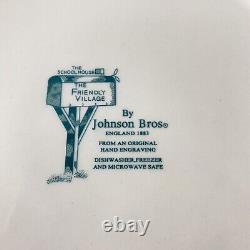 THE
SCHOOLHOUSE
THE
FRIENDLY
VILLAGE
By
Johnson Bros®
ENGLAND 1883
FROM AN ORIGINAL
HAND ENGRAVING
DISHWASHER, FREEZER
AND MICROWAVE SAFE